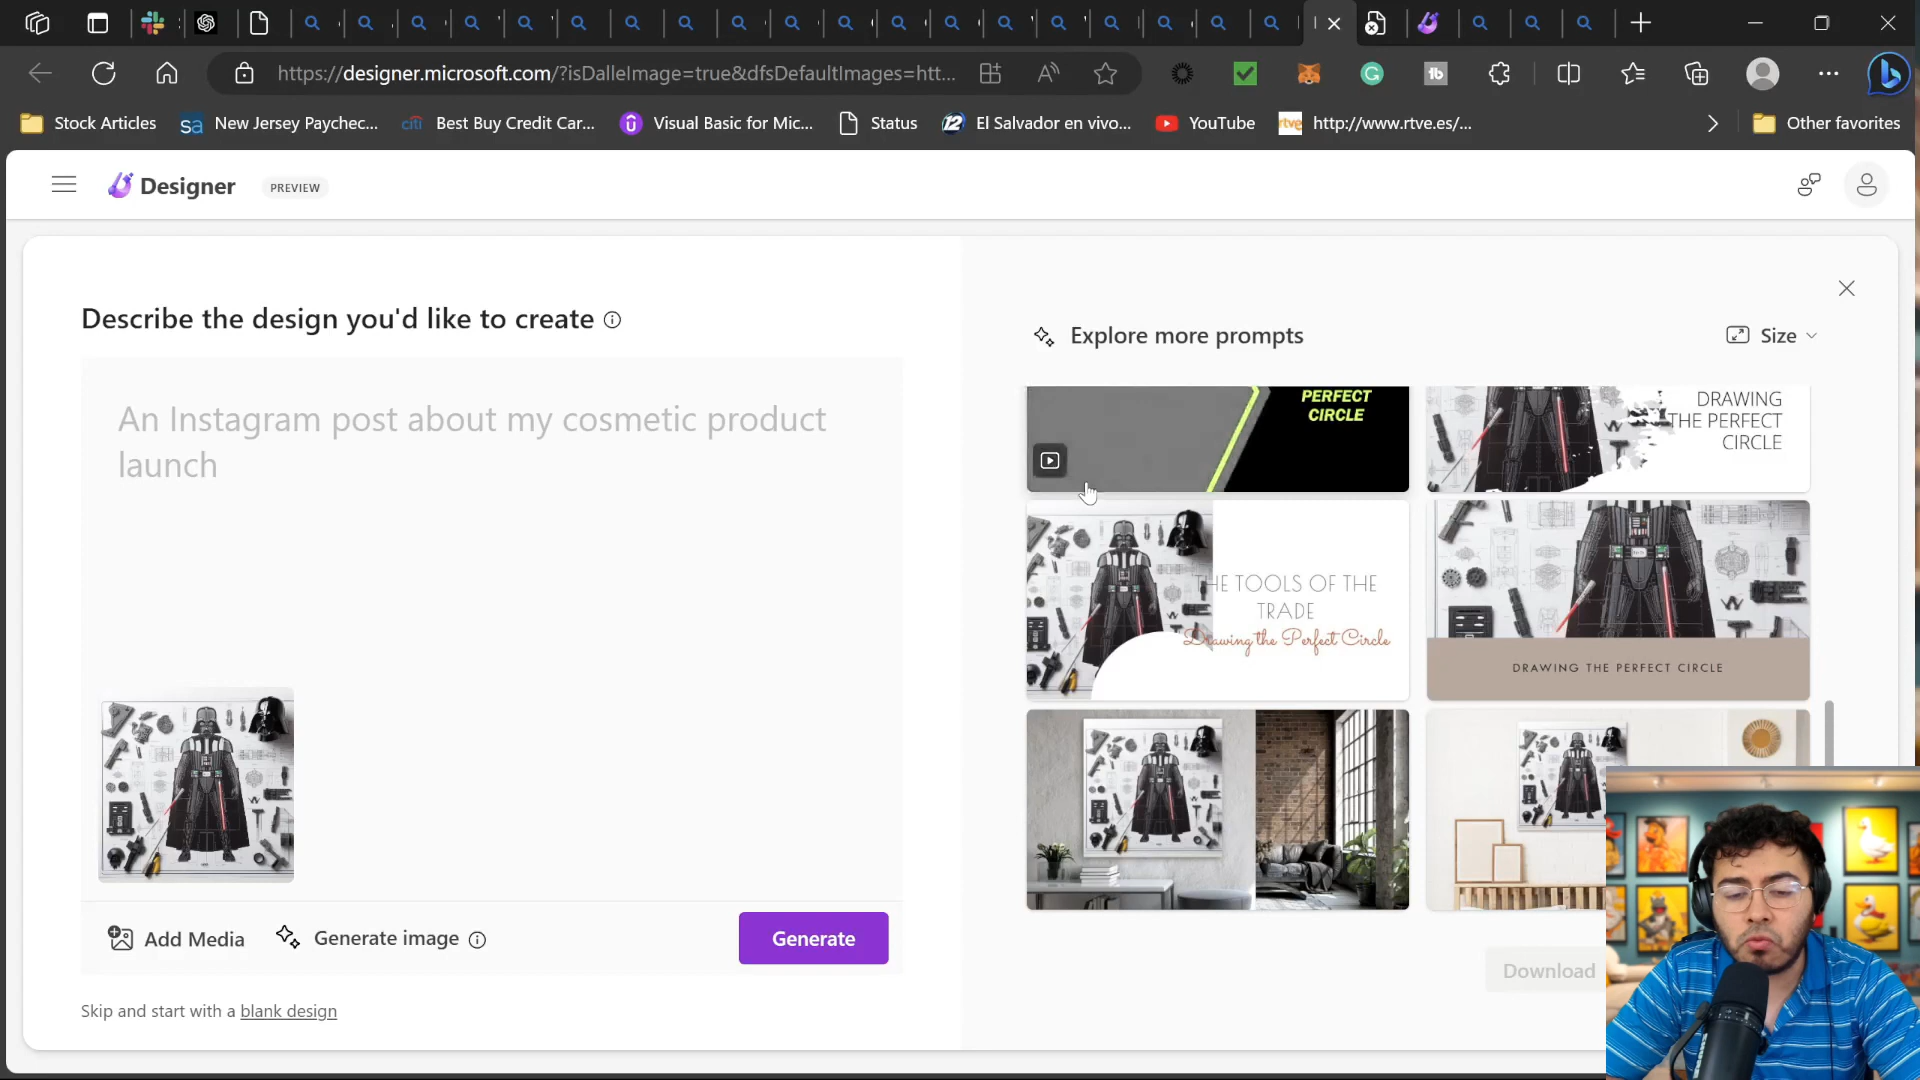 https://designer.microsoft.com/?isDalleImage=true&dfsDefaultImages=htt...
Stock Articles
New Jersey Paychec...
citi
Best Buy Credit Car...
Visual Basic for Mic...
Status
El Salvador en vivo...
YouTube
rtve
http://www.rtve.es/...
Other favorites
Designer
PREVIEW
Describe the design you'd like to create
An Instagram post about my cosmetic product
launch
Add Media
Generate image
Generate
Skip and start with a blank design
Explore more prompts
Size
PERFECT
CIRCLE
DRAWING
THE PERFECT
CIRCLE
THE TOOLS OF THE
TRADE
Drawing the Perfect Circle
DRAWING THE PERFECT CIRCLE
Download